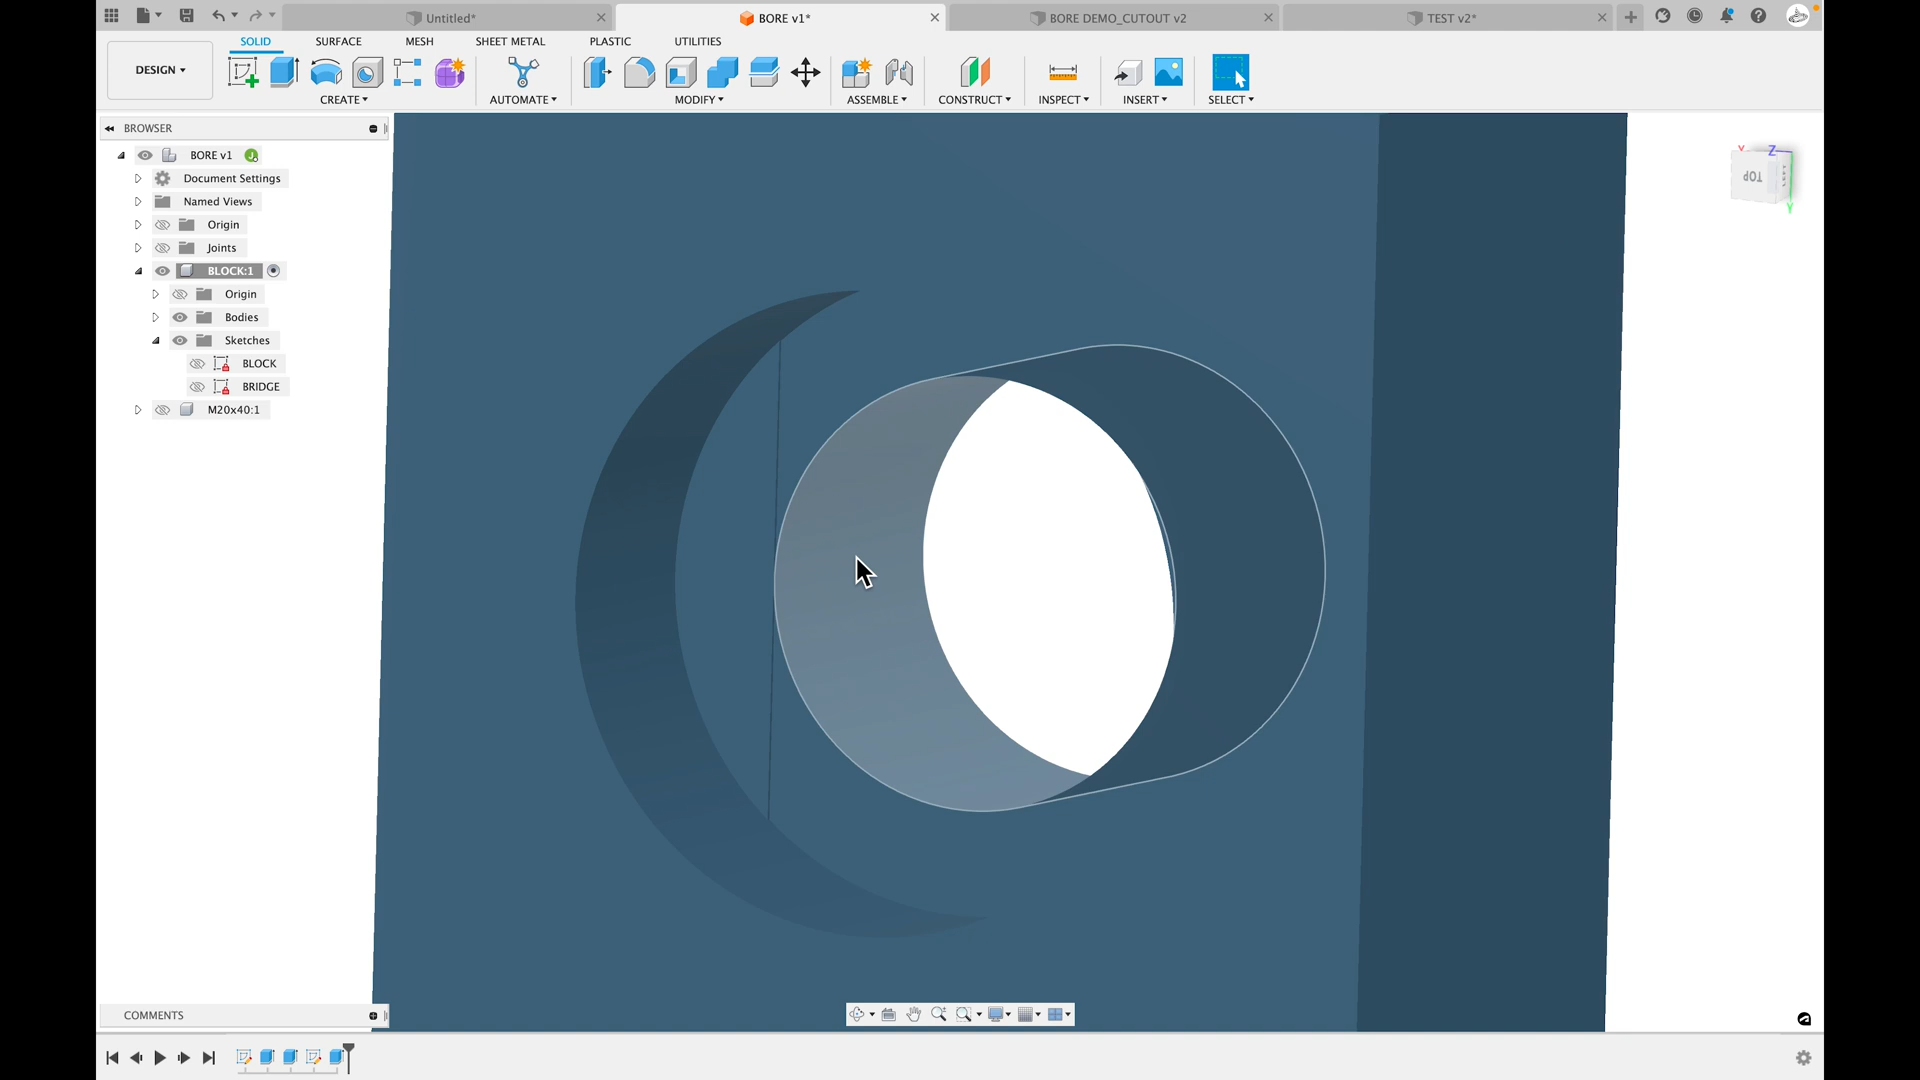 Untitled*
BORE v1*
BORE DEMO_CUTOUT v2
TEST v2*
DESIGN
SOLID
SURFACE
MESH
SHEET METAL
PLASTIC
UTILITIES
CREATE
AUTOMATE
MODIFY
ASSEMBLE
CONSTRUCT
INSPECT
INSERT
SELECT
BROWSER
BORE v1
Document Settings
Named Views
Origin
Joints
BLOCK:1
Origin
Bodies
Sketches
BLOCK
BRIDGE
M20x40:1
Z
TOP
LEFT
Y
COMMENTS